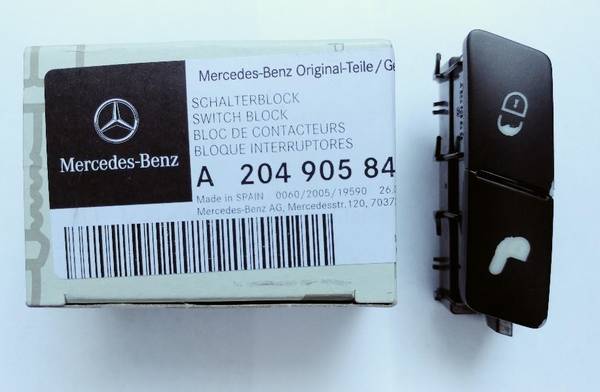 Mercedes-Benz Original-Teile/Ge
SCHALTERBLOCK
SWITCH BLOCK
BLOC DE CONTACTEURS
BLOQUE INTERRUPTORES
A 204 905 84
Made in SPAIN 0060/2005/19590 26.
Mercedes-Benz AG, Mercedesstr.120, 7037
Mercedes-Benz